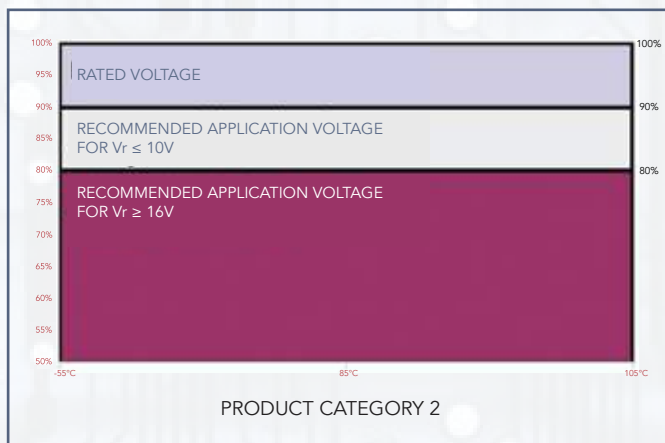 100%
100%
95%
RATED VOLTAGE
90%
90%
RECOMMENDED APPLICATION VOLTAGE
FOR Vr ≤ 10V
85%
80%
80%
RECOMMENDED APPLICATION VOLTAGE
FOR Vr ≥ 16V
75%
70%
65%
60%
55%
50%
-55°C
85°C
105°C
PRODUCT CATEGORY 2